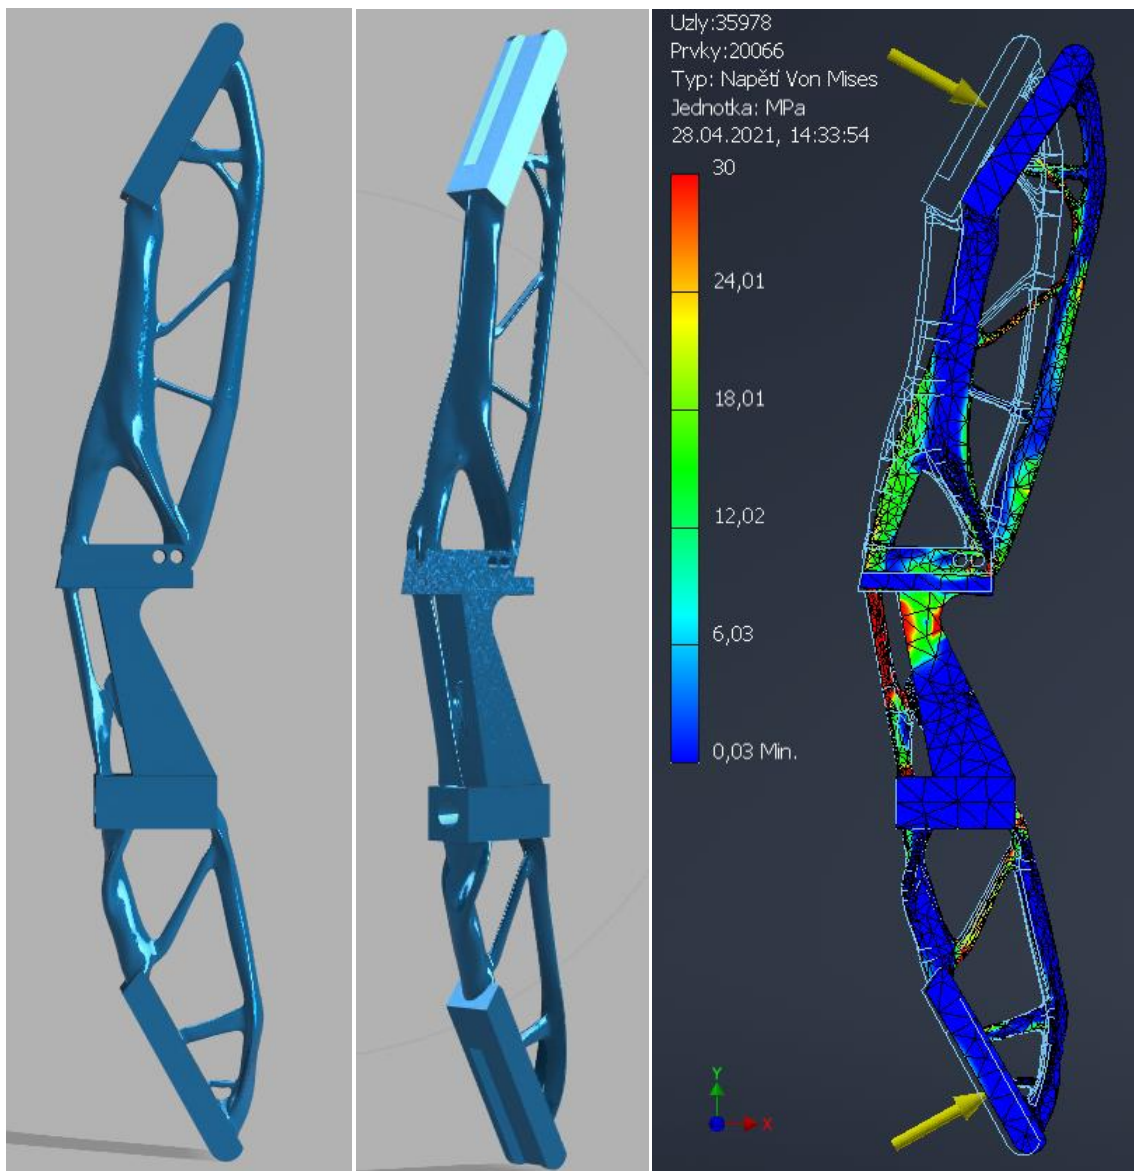 Uzly:35978
Prvky:20066
Typ: Napětí Von Mises
Jednotka: MPa
28.04.2021, 14:33:54
30
24,01
18,01
12,02
6,03
0,03 Min.
Y
X